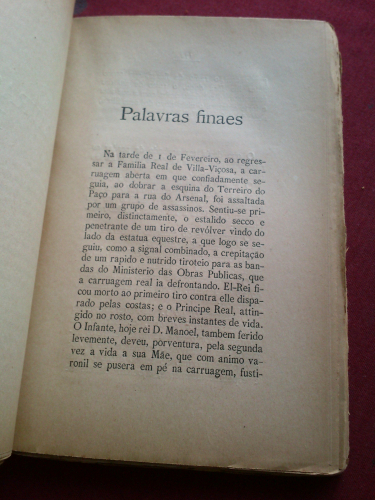 Palavras finaes
Na tarde de 1 de Fevereiro, ao regres-
sar a Familia Real de Villa-Viçosa, a car-
ruagem aberta em que confiadamente se-
guia, ao dobrar a esquina do Terreiro do
Paço para a rua do Arsenal, foi assaltada
por um grupo de assassinos. Sentiu-se pri-
meiro, distinctamente, o estalido secco e
penetrante de um tiro de revólver vindo do
lado da estatua equestre, a que logo se se-
guiu, como a signal combinado, a crepitação
de um rapido e nutrido tiroteio para as ban-
das do Ministerio das Obras Publicas, que
a carruagem real ia defrontando. El-Rei fi-
cou morto ao primeiro tiro contra elle dispa-
rado pelas costas; e o Principe Real, attin-
gido no rosto, com breves instantes de vida.
O Infante, hoje rei D. Manoel, tambem ferido
levemente, deveu, porventura, pela segunda
vez a vida a sua Mãe, que com animo va-
ronil se pusera em pé na carruagem, fusti-